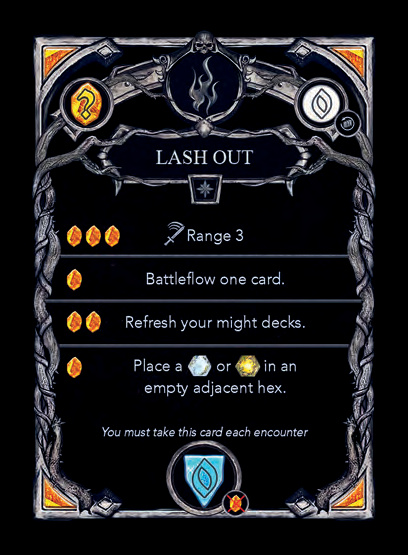 LASH OUT
Range 3
Battleflow one card.
Refresh your might decks.
Place a or in an
empty adjacent hex.
You must take this card each encounter